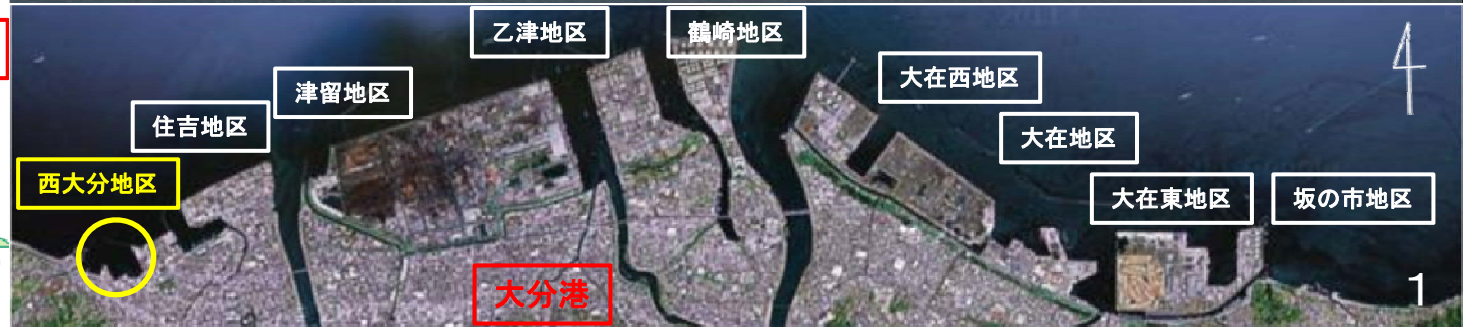 西大分地区
住吉地区
津留地区
乙津地区
鶴崎地区
大在西地区
大在地区
大在東地区
坂の市地区
大分港
4
1